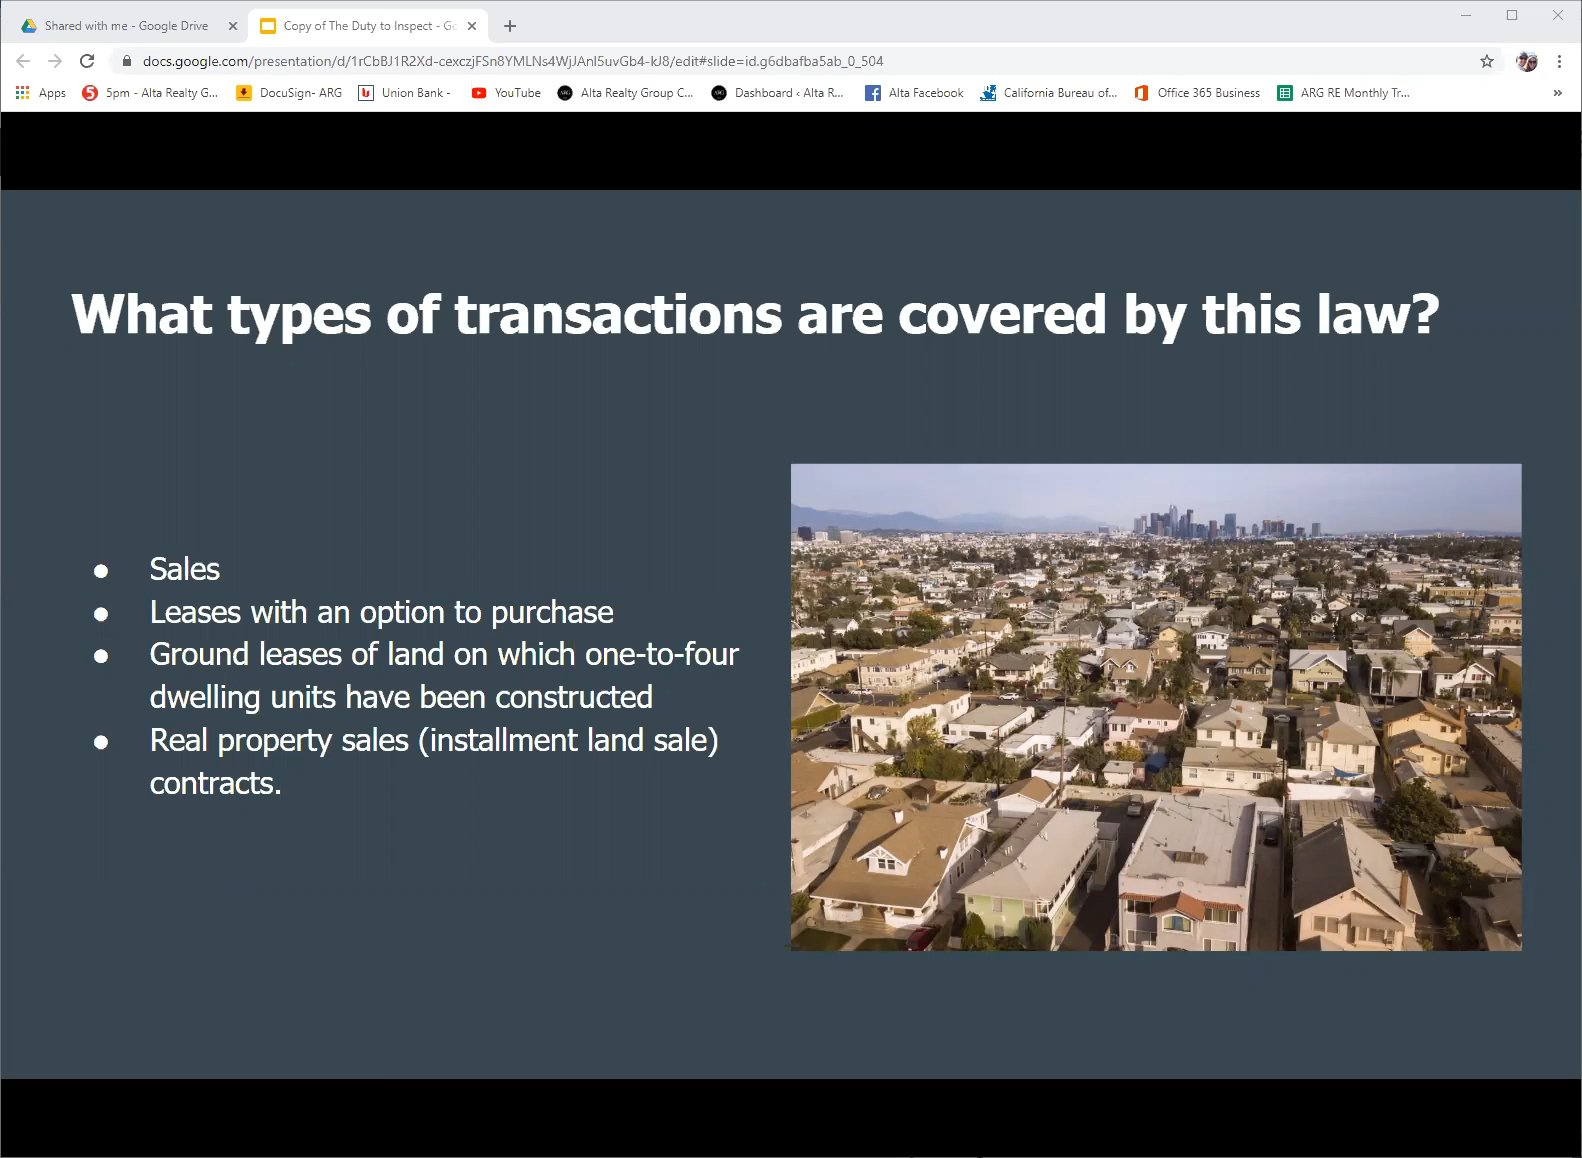 Shared with me - Google Drive
Copy of The Duty to Inspect - Go
docs.google.com/presentation/d/1rCbBJ1R2Xd-cexczjFSn8YMLNs4WjJAnI5uvGb4-kJ8/edit#slide=id.g6dbafba5ab_0_504
Apps
5pm - Alta Realty G...
DocuSign- ARG
Union Bank -
YouTube
Alta Realty Group C...
Dashboard ‹ Alta R...
Alta Facebook
California Bureau of...
Office 365 Business
ARG RE Monthly Tr...
»
What types of transactions are covered by this law?
● Sales
● Leases with an option to purchase
● Ground leases of land on which one-to-four
dwelling units have been constructed
● Real property sales (installment land sale)
contracts.